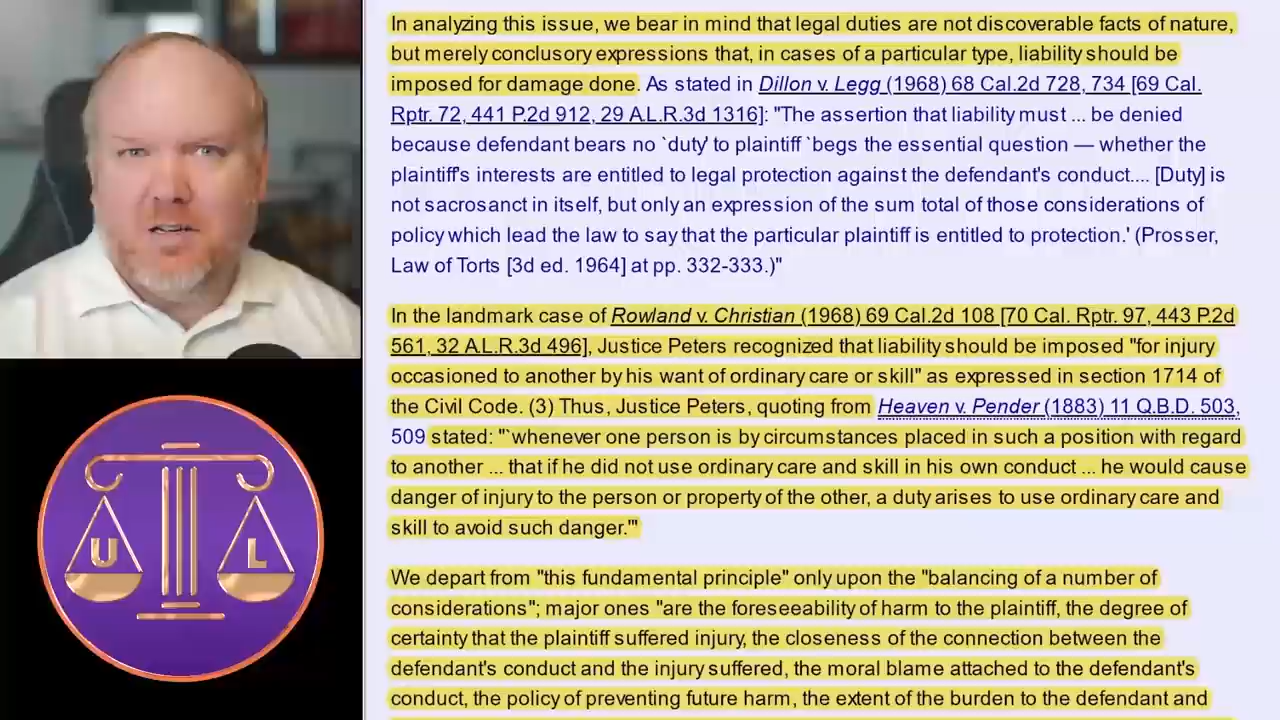 In analyzing this issue, we bear in mind that legal duties are not discoverable facts of nature,
but merely conclusory expressions that, in cases of a particular type, liability should be
imposed for damage done. As stated in Dillon v. Legg (1968) 68 Cal.2d 728, 734 [69 Cal.
Rptr. 72, 441 P.2d 912, 29 A.L.R.3d 1316]: "The assertion that liability must ... be denied
because defendant bears no `duty' to plaintiff `begs the essential question — whether the
plaintiff's interests are entitled to legal protection against the defendant's conduct.... [Duty] is
not sacrosanct in itself, but only an expression of the sum total of those considerations of
policy which lead the law to say that the particular plaintiff is entitled to protection.' (Prosser,
Law of Torts [3d ed. 1964] at pp. 332-333.)"
In the landmark case of Rowland v. Christian (1968) 69 Cal.2d 108 [70 Cal. Rptr. 97, 443 P.2d
561, 32 A.L.R.3d 496], Justice Peters recognized that liability should be imposed "for injury
occasioned to another by his want of ordinary care or skill" as expressed in section 1714 of
the Civil Code. (3) Thus, Justice Peters, quoting from Heaven v. Pender (1883) 11 Q.B.D. 503,
509 stated: "`whenever one person is by circumstances placed in such a position with regard
to another ... that if he did not use ordinary care and skill in his own conduct ... he would cause
danger of injury to the person or property of the other, a duty arises to use ordinary care and
skill to avoid such danger.'"
We depart from "this fundamental principle" only upon the "balancing of a number of
considerations"; major ones "are the foreseeability of harm to the plaintiff, the degree of
certainty that the plaintiff suffered injury, the closeness of the connection between the
defendant's conduct and the injury suffered, the moral blame attached to the defendant's
conduct, the policy of preventing future harm, the extent of the burden to the defendant and
U L